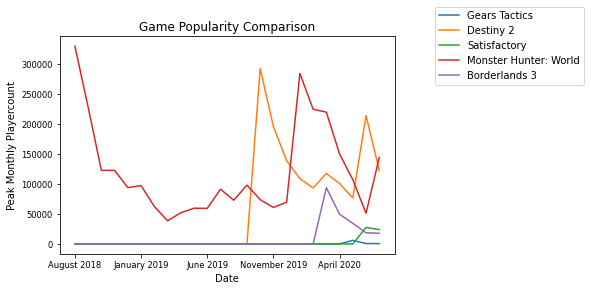 Game Popularity Comparison
Gears Tactics
Destiny 2
Satisfactory
Monster Hunter: World
Borderlands 3
Peak Monthly Playercount
300000
250000
200000
150000
100000
50000
0
August 2018 January 2019 June 2019 November 2019 April 2020
Date